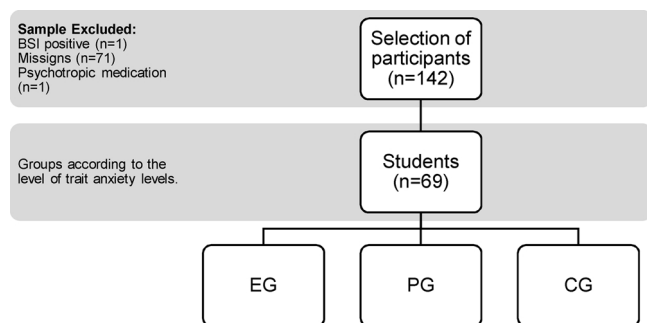 Sample Excluded:
BSI positive (n=1)
Missigns (n=71)
Psychotropic medication
(n=1)
Selection of
participants
(n=142)
Groups according to the
level of trait anxiety levels.
Students
(n=69)
EG
PG
CG